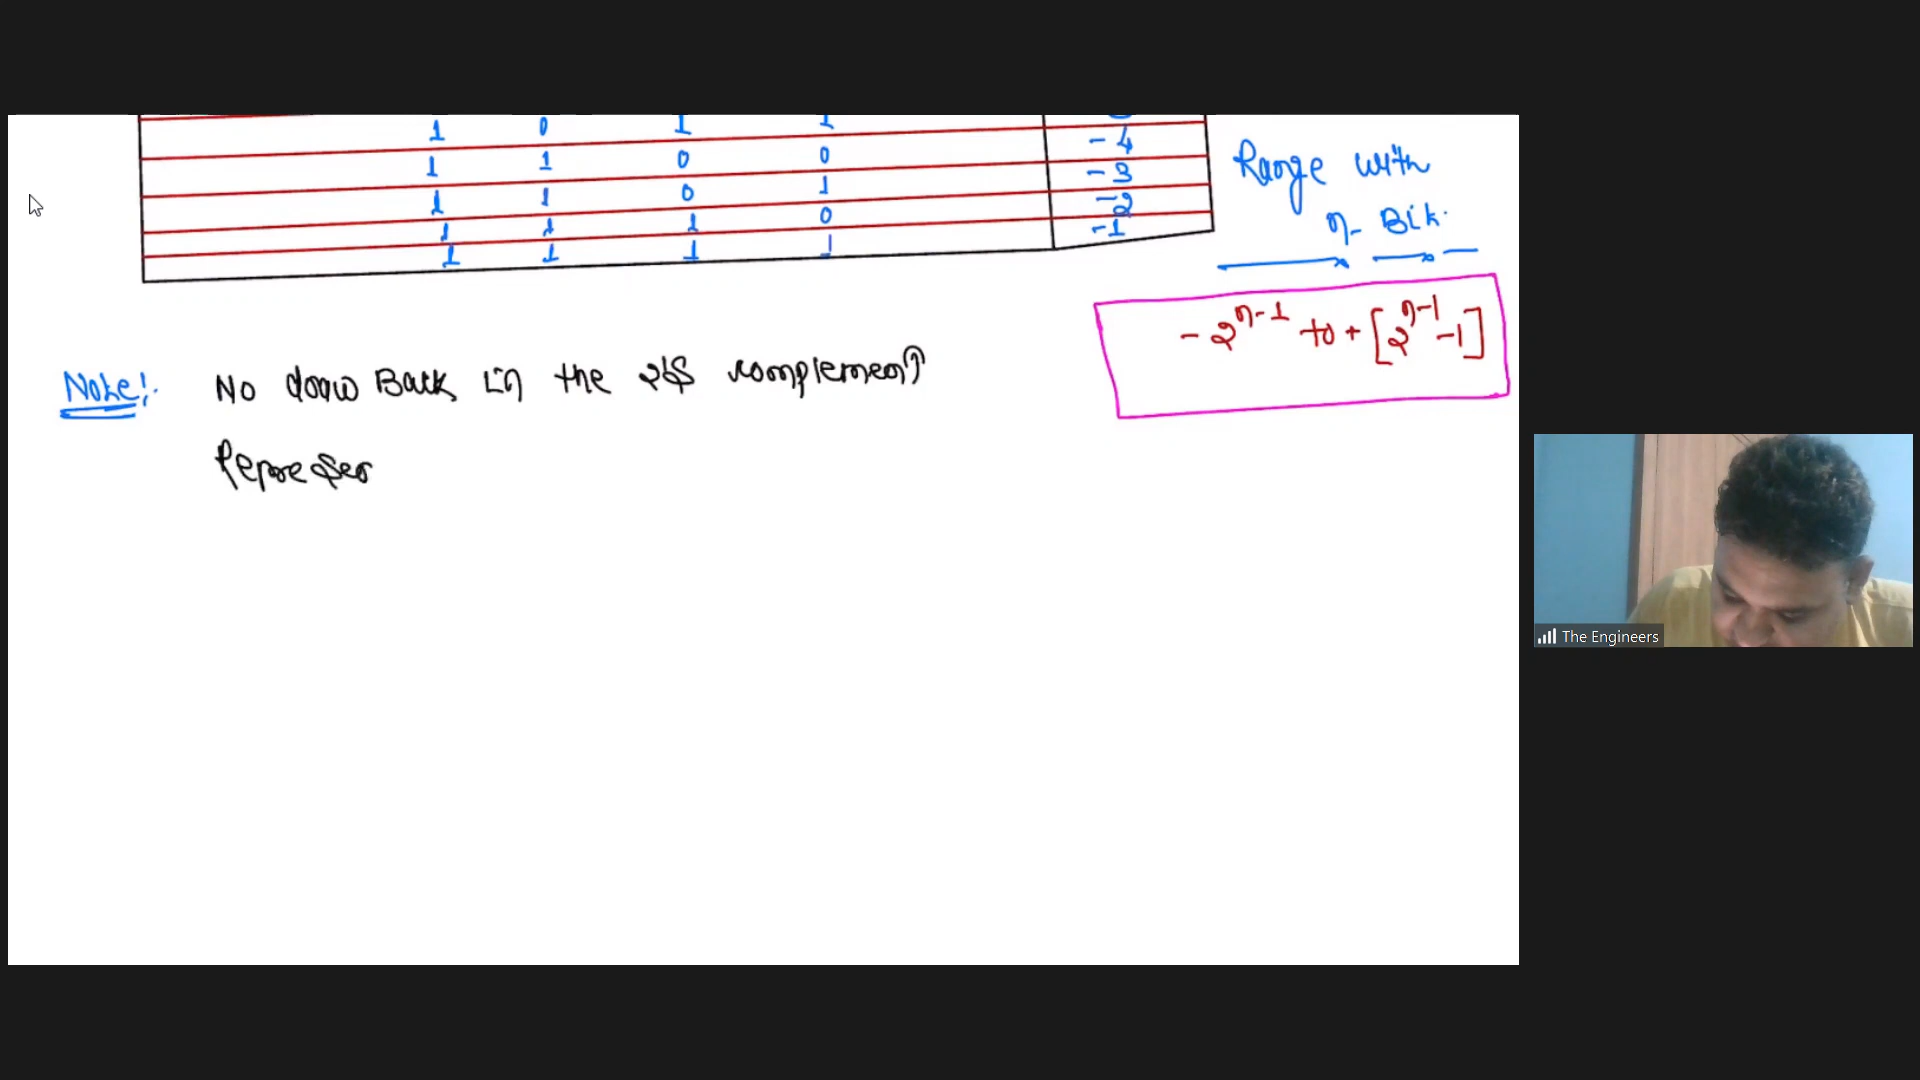 1 0 1 1
1 1 0 0 -4
1 1 0 1 -3
1 1 1 0 -2
1 1 1 1 -1
Range with
n- Bit.
-2^{n-1} to + [2^{n-1} -1]
Note!. No draw Back in the 2's complement
Represen
The Engineers